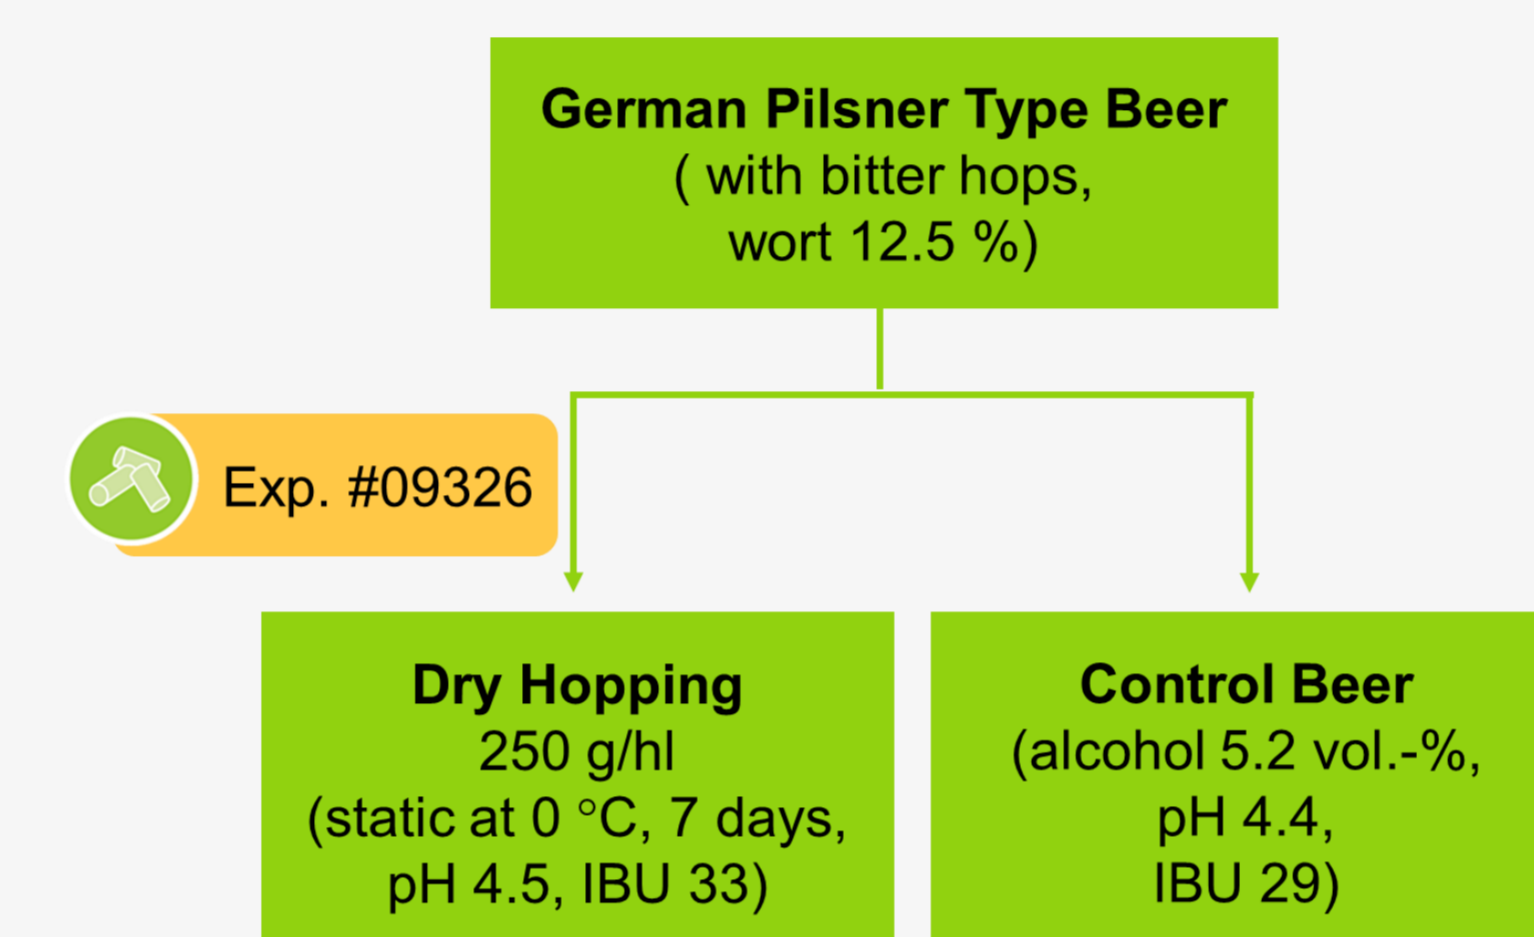 German Pilsner Type Beer
( with bitter hops,
wort 12.5 %)
Exp. #09326
Dry Hopping
250 g/hl
(static at 0 °C, 7 days,
pH 4.5, IBU 33)
Control Beer
(alcohol 5.2 vol.-%,
pH 4.4,
IBU 29)